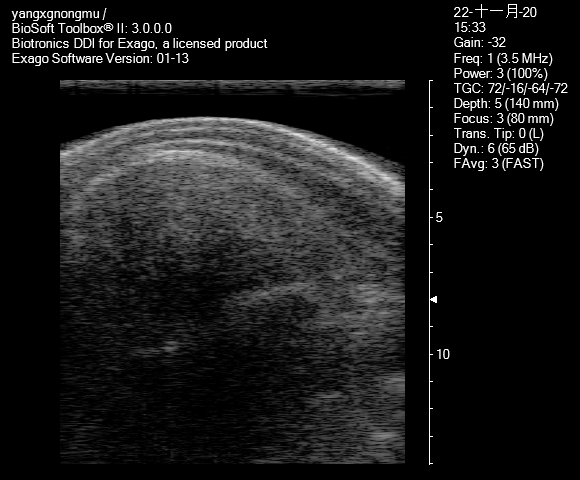 yangxgnongmu /
BioSoft Toolbox® II: 3.0.0.0
Biotronics DDI for Exago, a licensed product
Exago Software Version: 01-13
22-十一月-20
15:33
Gain: -32
Freq: 1 (3.5 MHz)
Power: 3 (100%)
TGC: 72/-16/-64/-72
Depth: 5 (140 mm)
Focus: 3 (80 mm)
Trans. Tip: 0 (L)
Dyn.: 6 (65 dB)
FAvg: 3 (FAST)
5
10